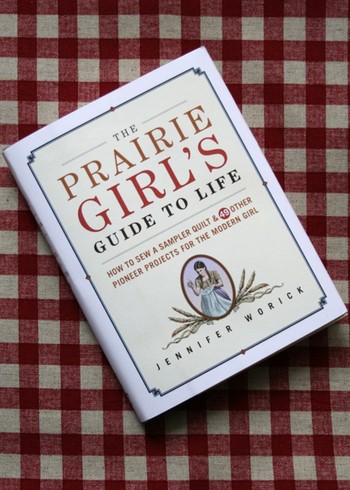 THE
PRAIRIE
GIRL'S
GUIDE TO LIFE
HOW TO SEW A SAMPLER QUILT & 49 OTHER
PIONEER PROJECTS FOR THE MODERN GIRL
JENNIFER WORICK